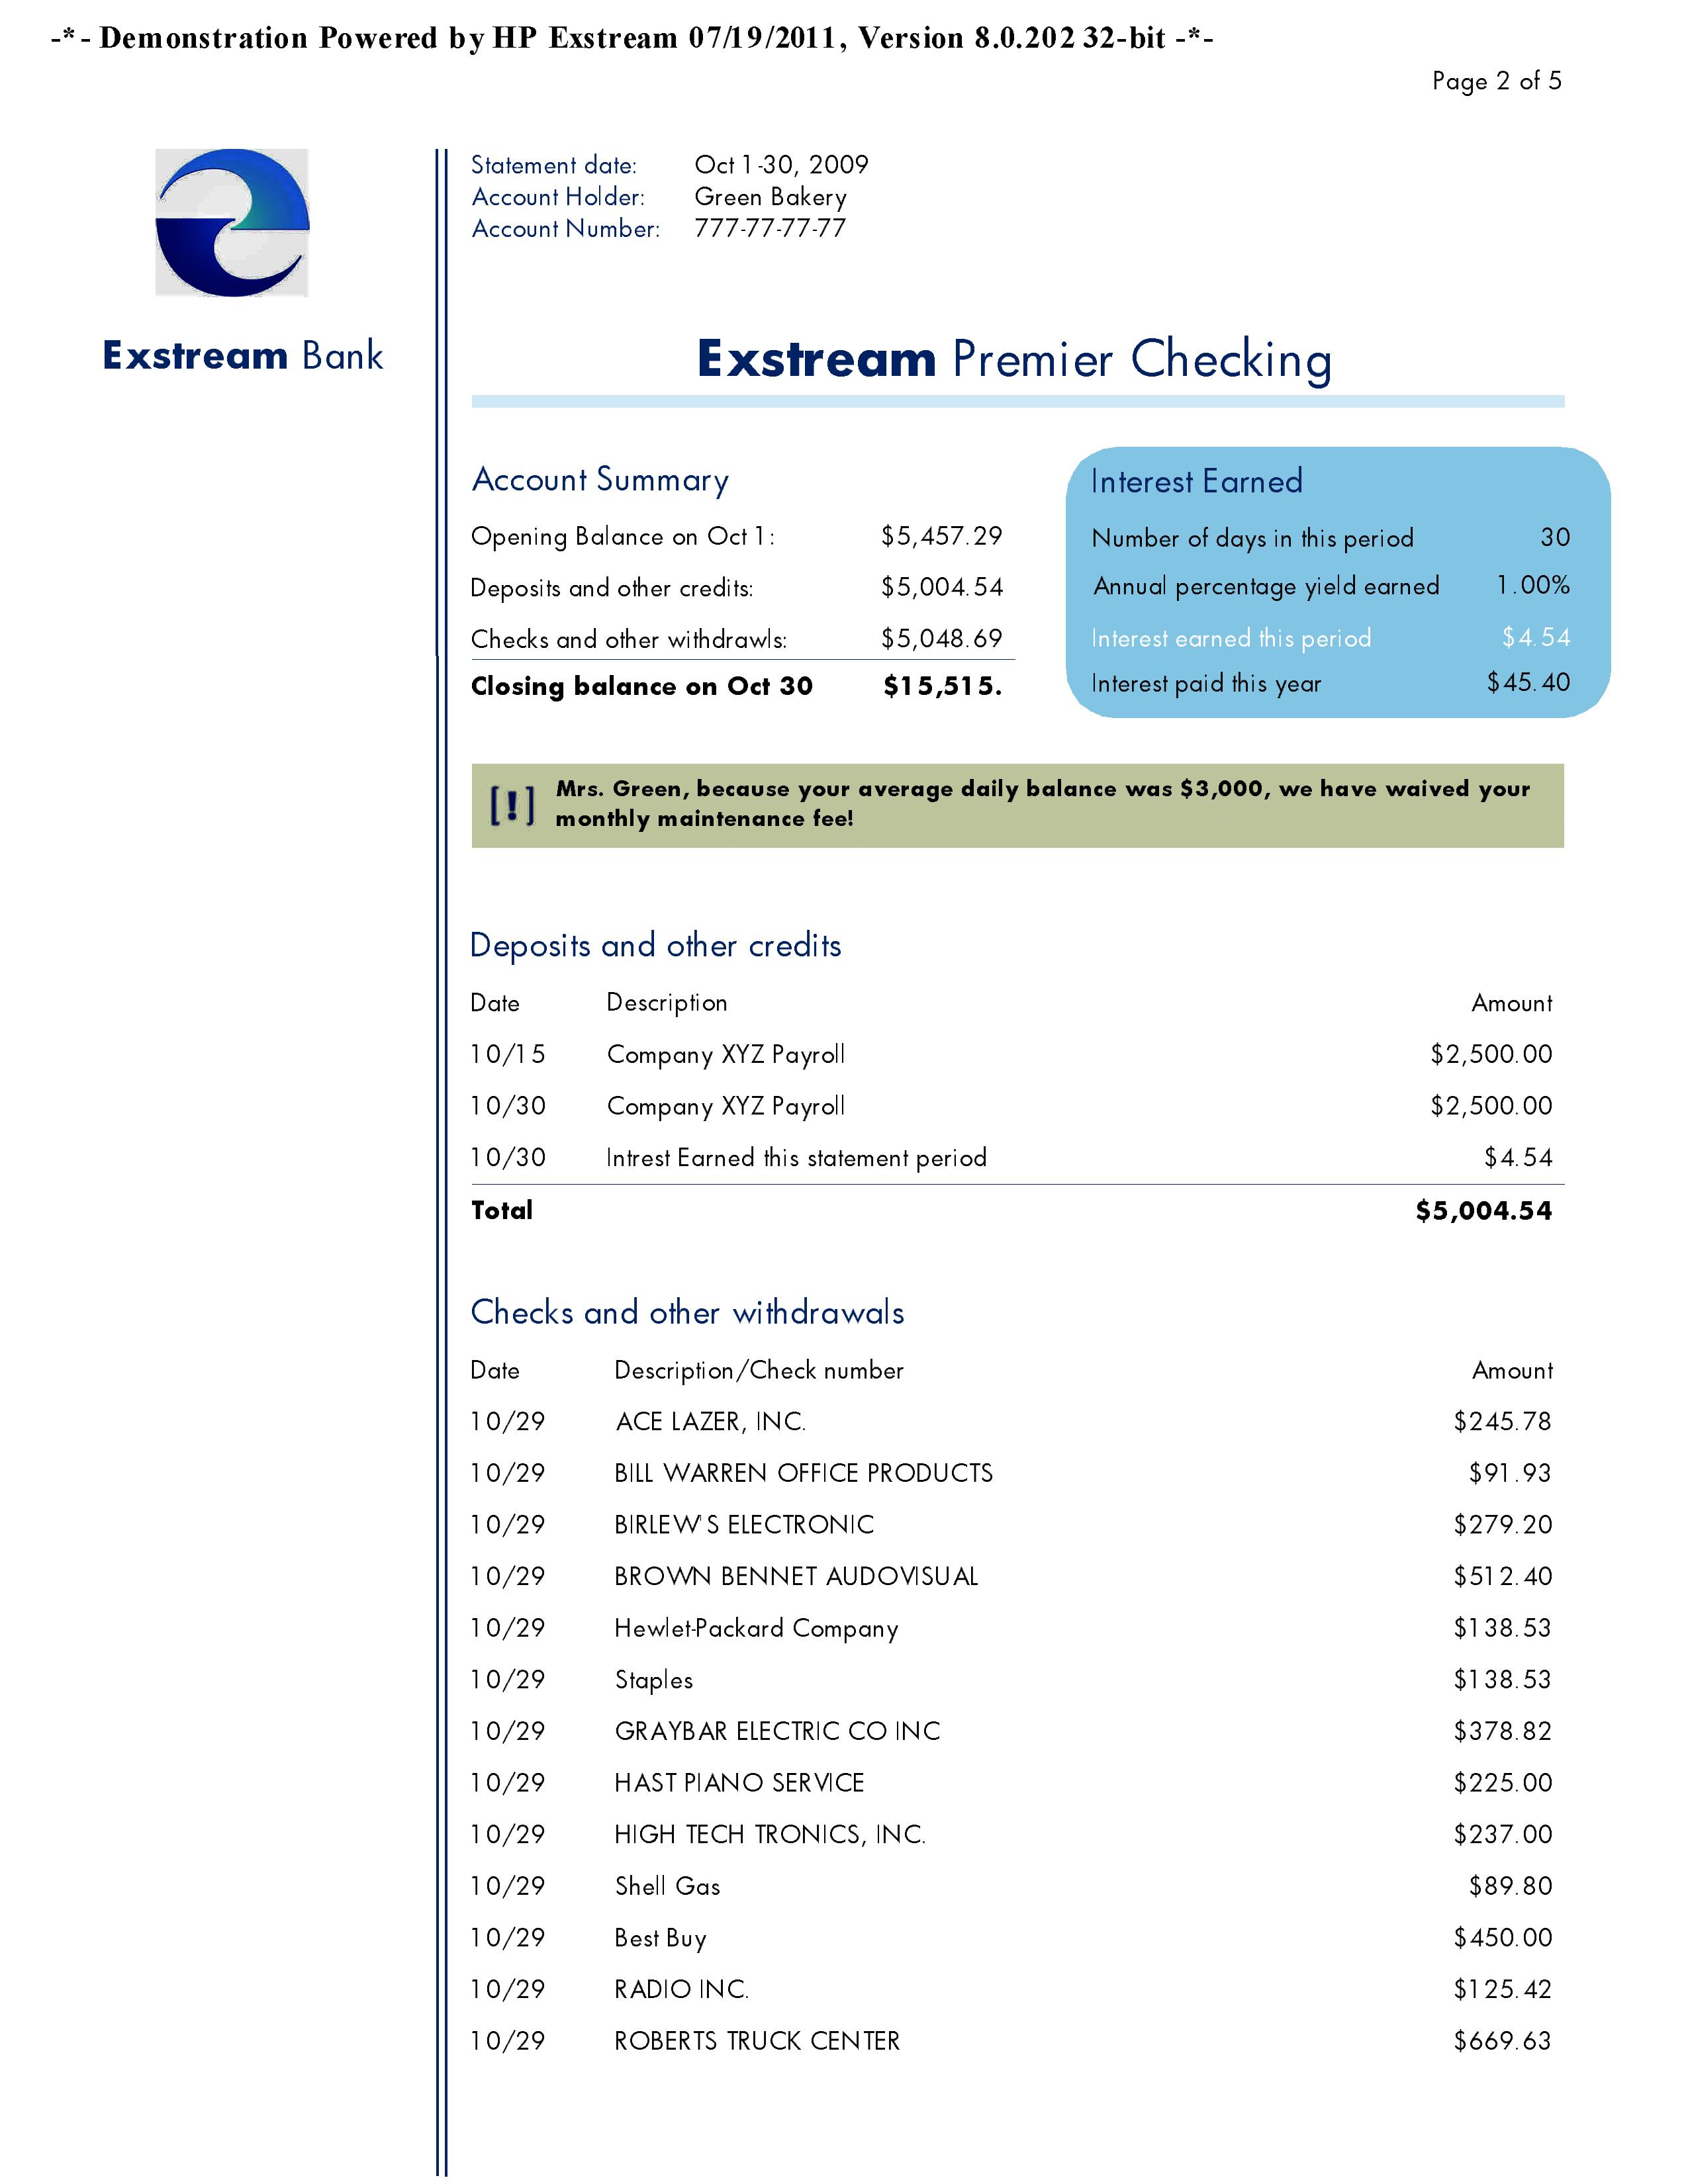 -*- Demonstration Powered by HP Exstream 07/19/2011, Version 8.0.202 32-bit -*-
Page 2 of 5
Statement date: Oct 1-30, 2009
Account Holder: Green Bakery
Account Number: 777-77-77-77
Exstream Bank
Exstream Premier Checking
Account Summary
Opening Balance on Oct 1: $5,457.29
Deposits and other credits: $5,004.54
Checks and other withdrawls: $5,048.69
Closing balance on Oct 30 $15,515.
Interest Earned
Number of days in this period 30
Annual percentage yield earned 1.00%
Interest earned this period $4.54
Interest paid this year $45.40
[!] Mrs. Green, because your average daily balance was $3,000, we have waived your
monthly maintenance fee!
Deposits and other credits
Date Description Amount
10/15 Company XYZ Payroll $2,500.00
10/30 Company XYZ Payroll $2,500.00
10/30 Intrest Earned this statement period $4.54
Total $5,004.54
Checks and other withdrawals
Date Description/Check number Amount
10/29 ACE LAZER, INC. $245.78
10/29 BILL WARREN OFFICE PRODUCTS $91.93
10/29 BIRLEW'S ELECTRONIC $279.20
10/29 BROWN BENNET AUDOVISUAL $512.40
10/29 Hewlet-Packard Company $138.53
10/29 Staples $138.53
10/29 GRAYBAR ELECTRIC CO INC $378.82
10/29 HAST PIANO SERVICE $225.00
10/29 HIGH TECH TRONICS, INC. $237.00
10/29 Shell Gas $89.80
10/29 Best Buy $450.00
10/29 RADIO INC. $125.42
10/29 ROBERTS TRUCK CENTER $669.63